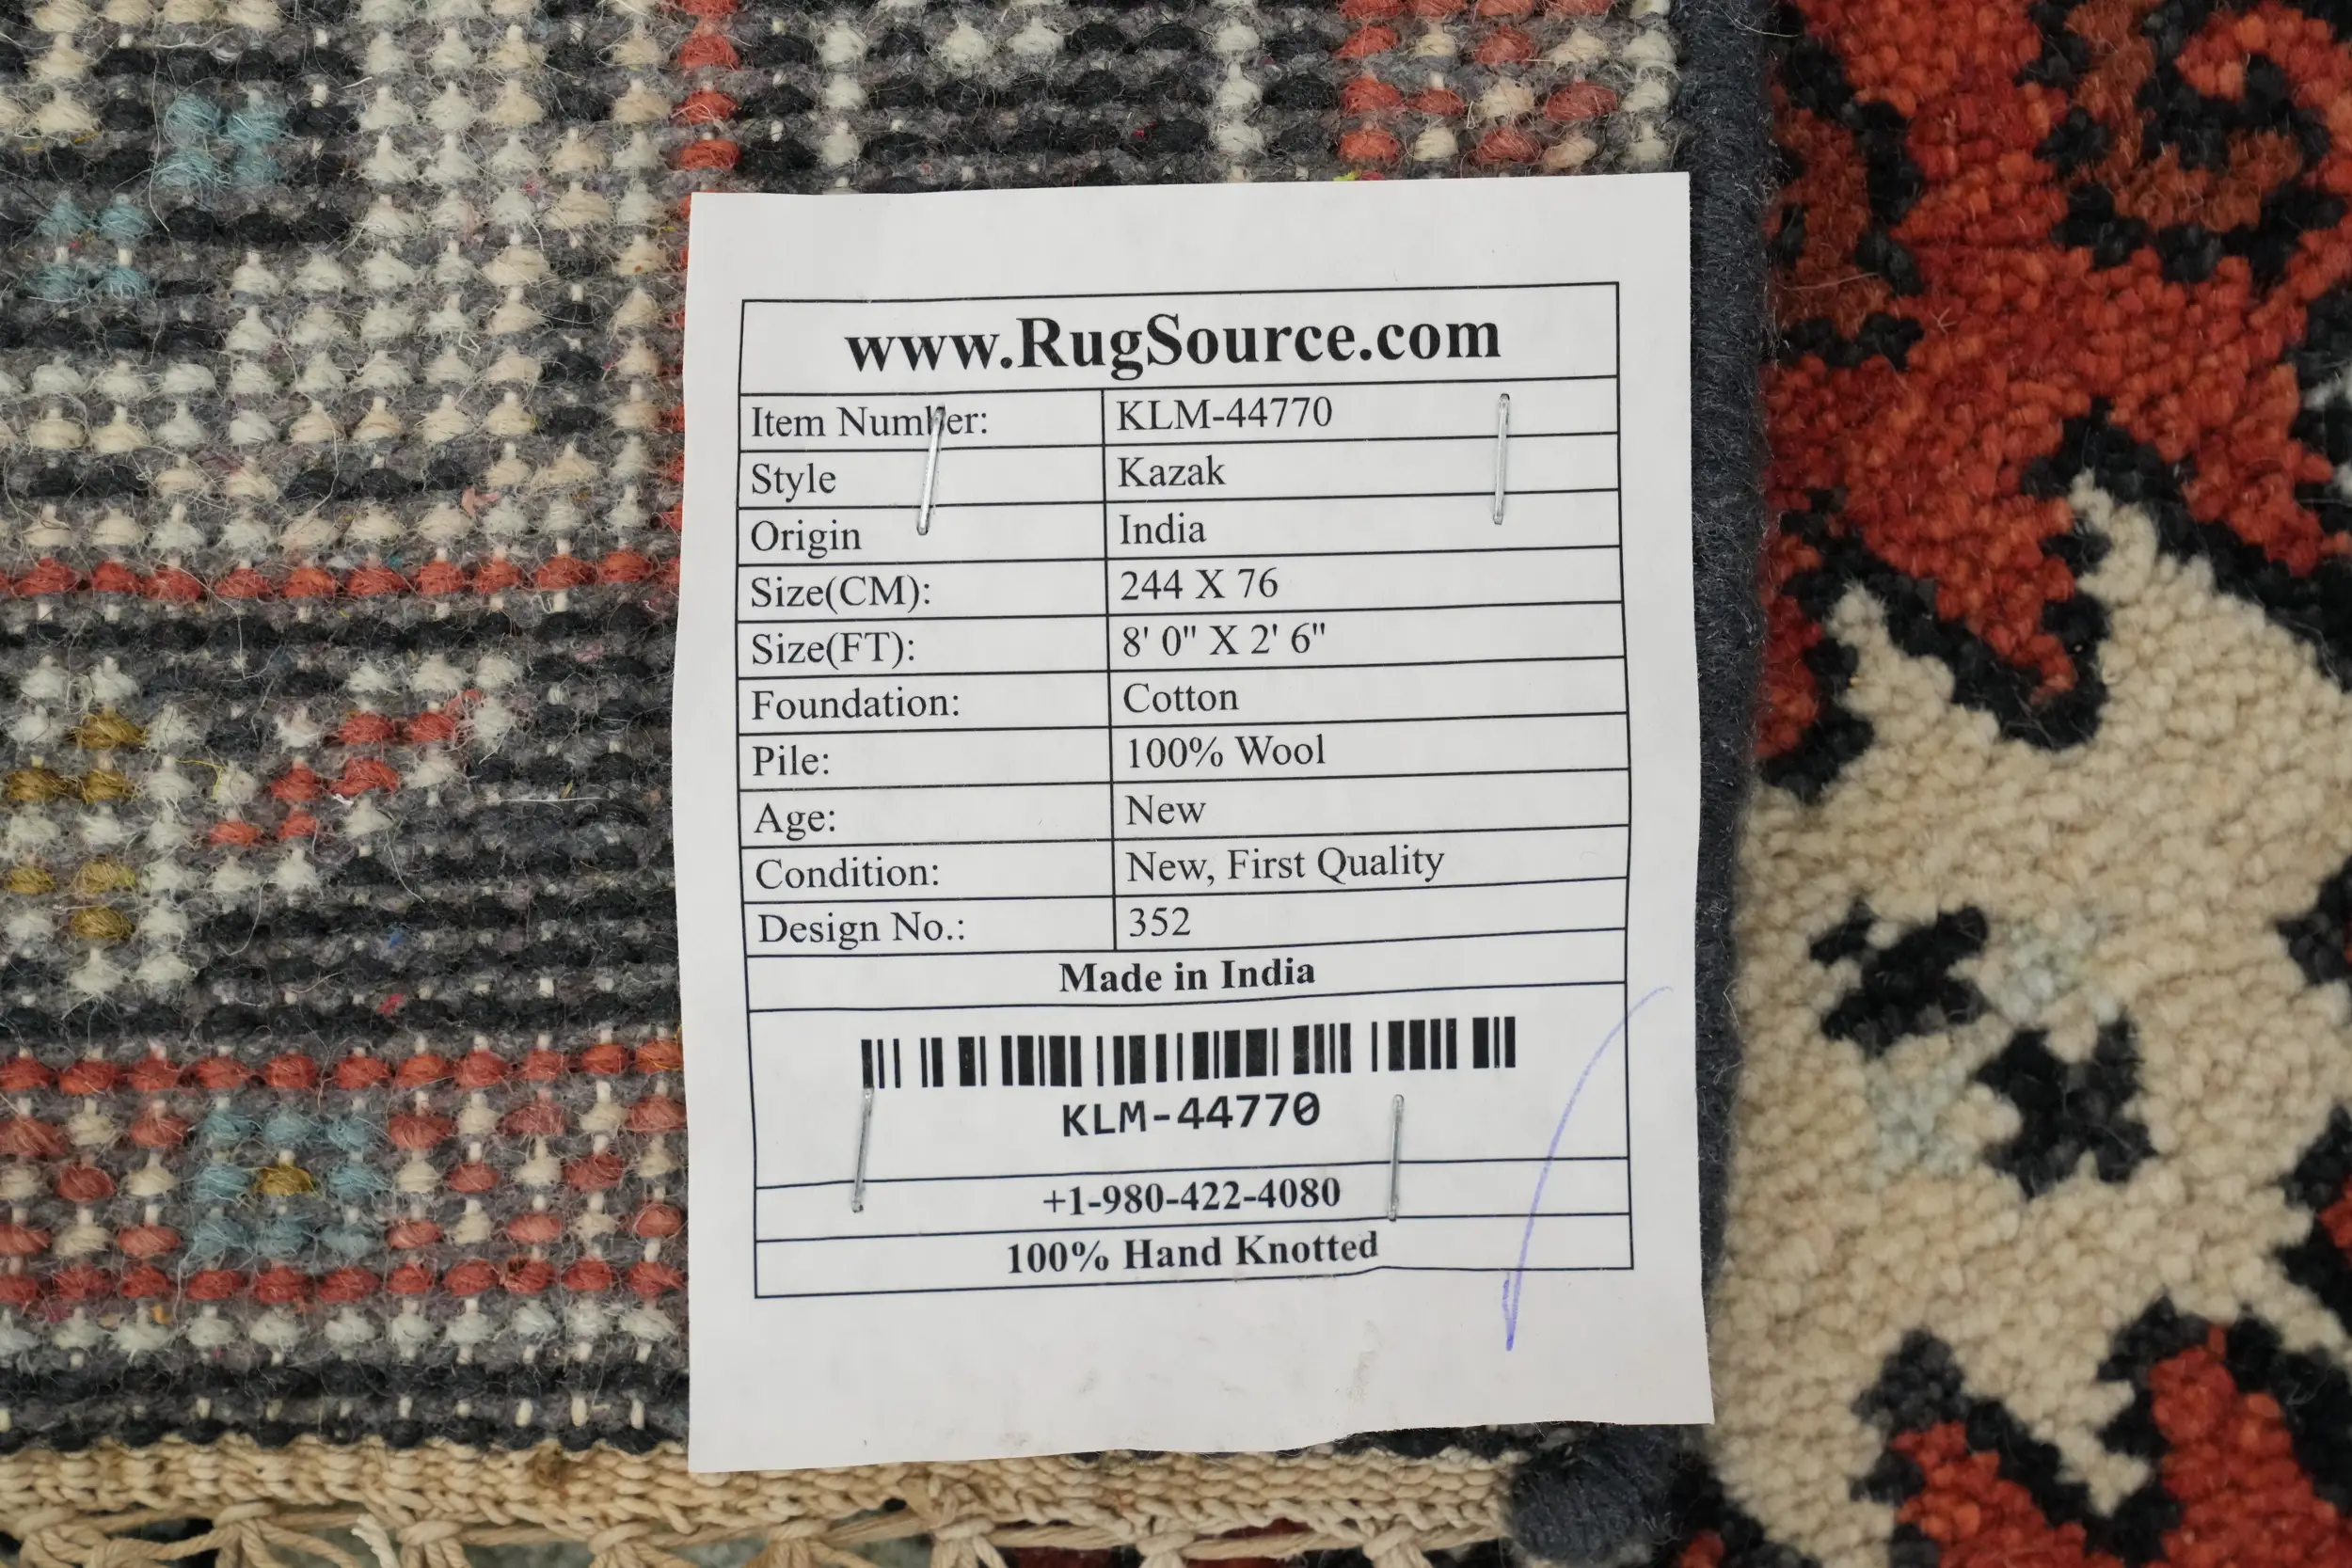 www.RugSource.com
Item Number: KLM-44770
Style Kazak
Origin India
Size(CM): 244 X 76
Size(FT): 8' 0" X 2' 6"
Foundation: Cotton
Pile: 100% Wool
Age: New
Condition: New, First Quality
Design No.: 352
Made in India
KLM-44770
+1-980-422-4080
100% Hand Knotted